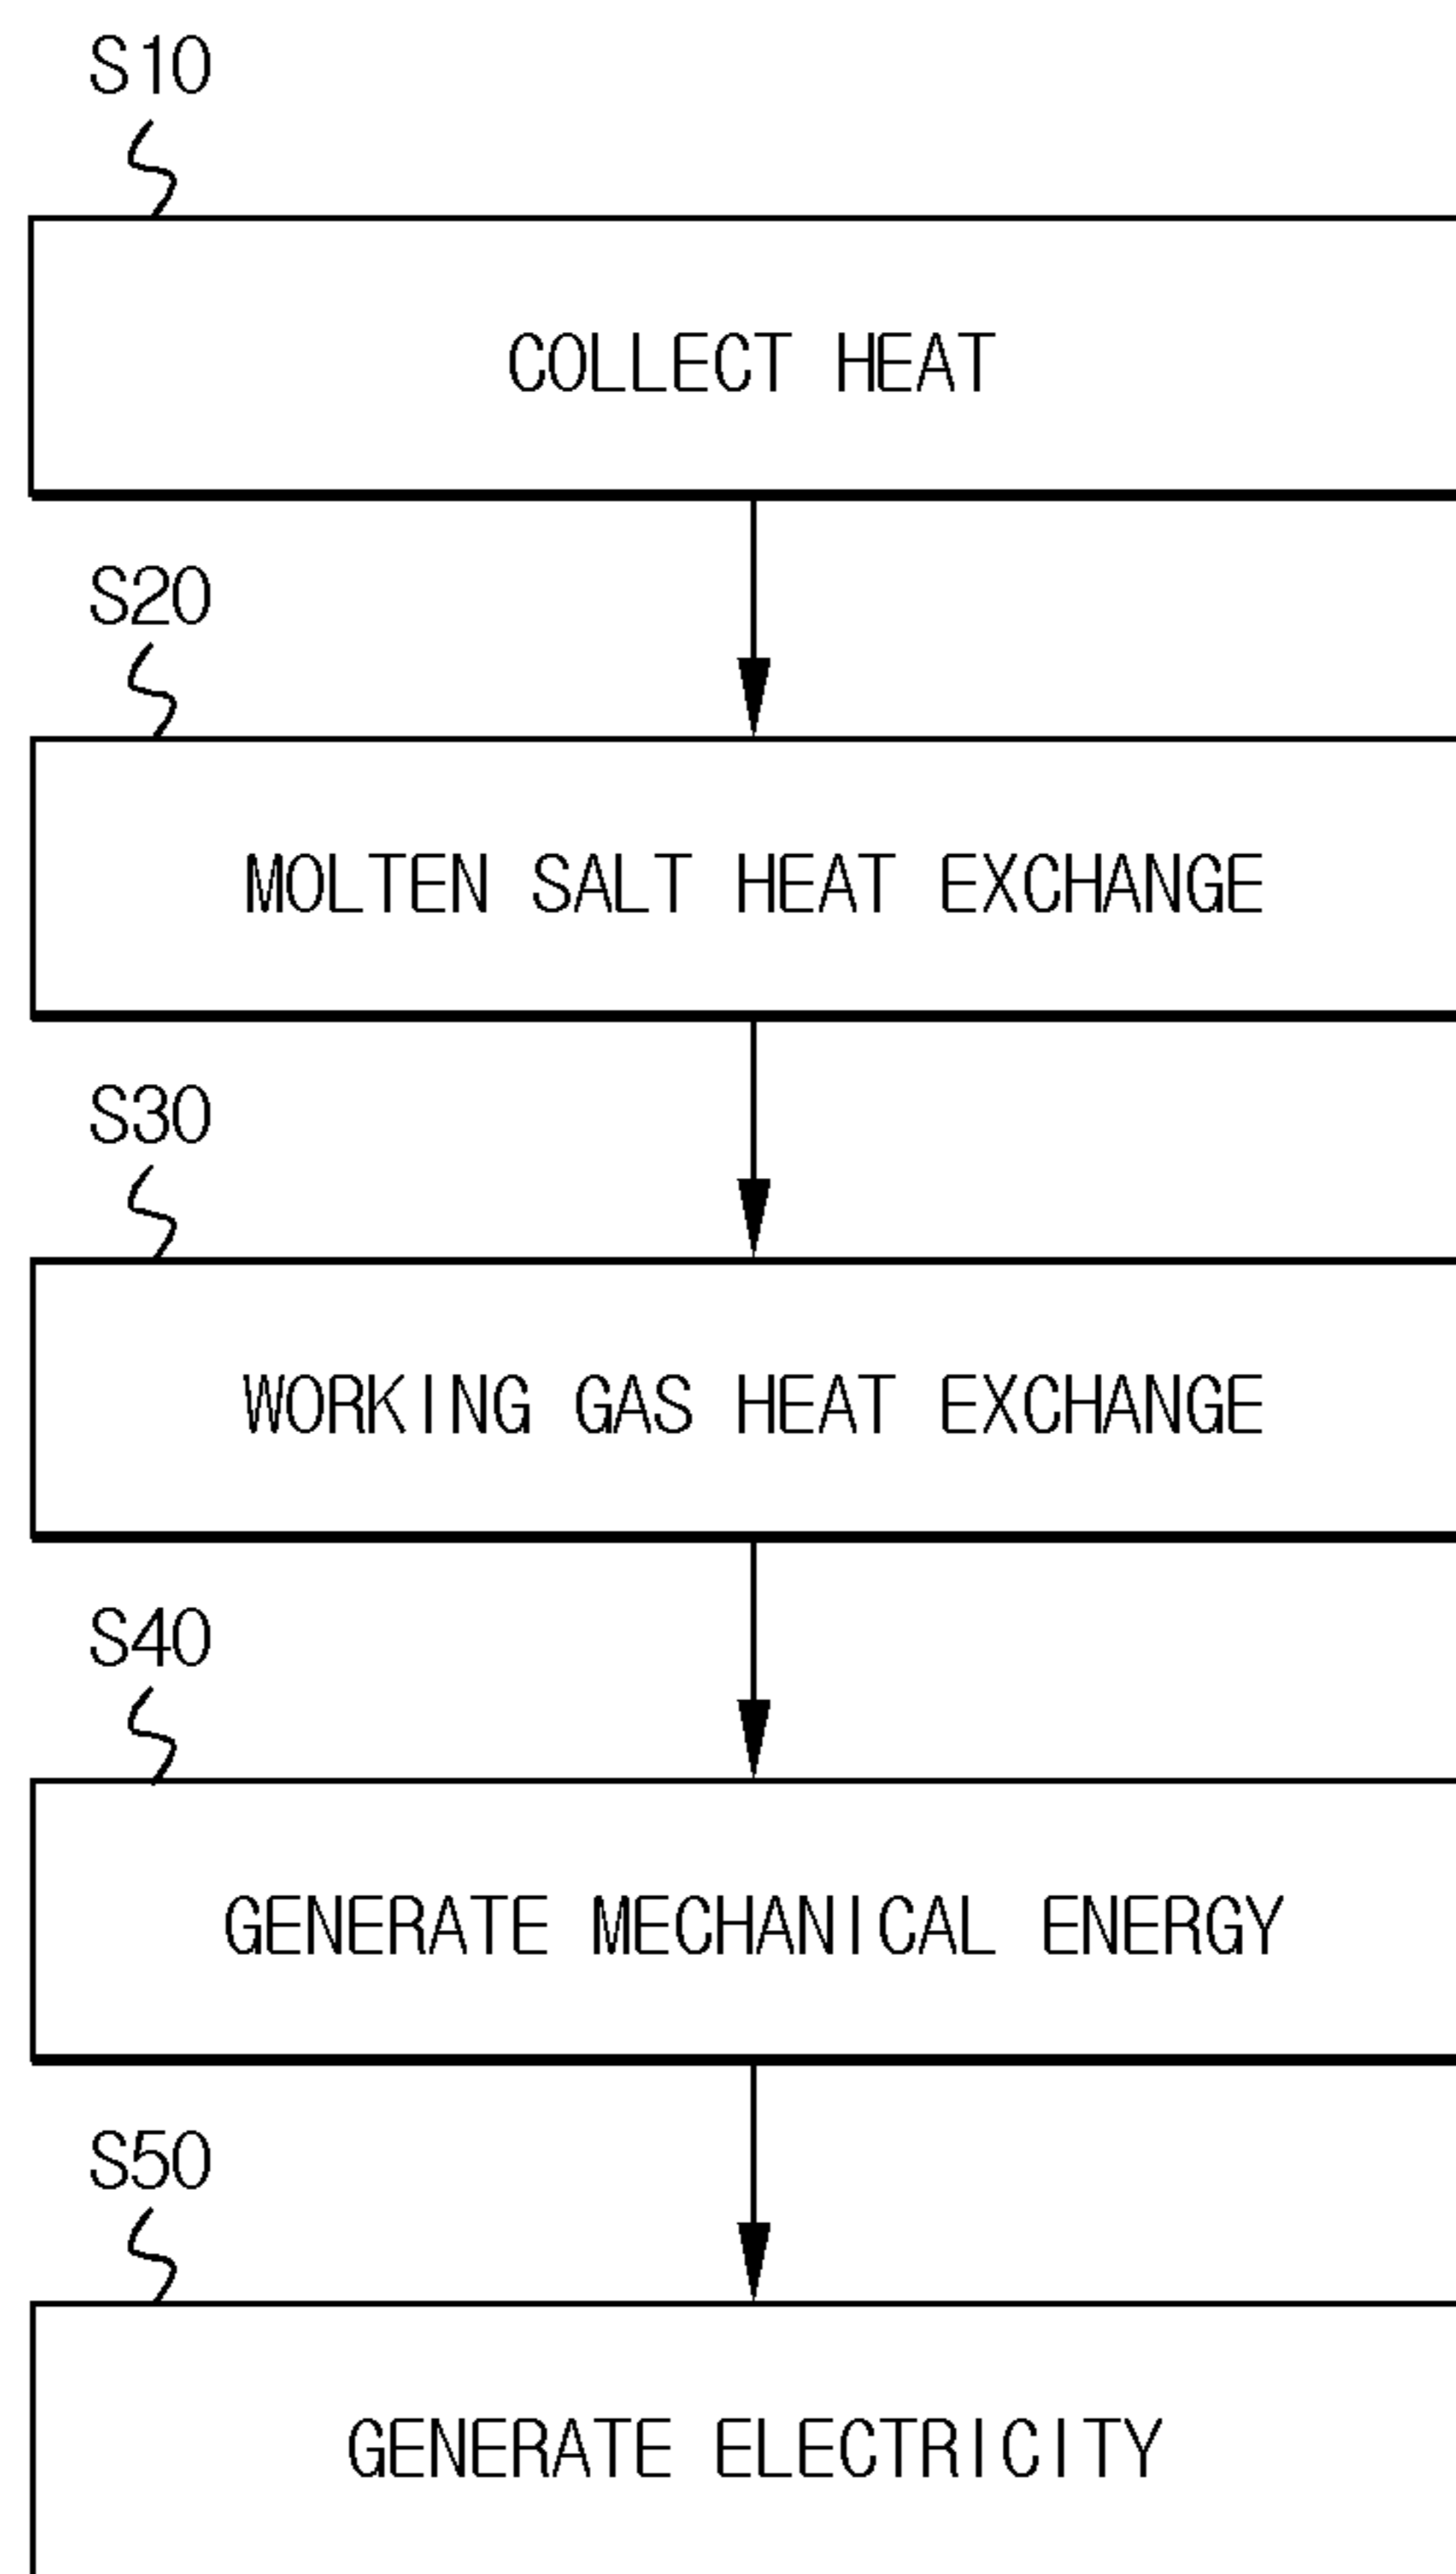 S10
COLLECT HEAT
S20
MOLTEN SALT HEAT EXCHANGE
S30
WORKING GAS HEAT EXCHANGE
S40
GENERATE MECHANICAL ENERGY
S50
GENERATE ELECTRICITY